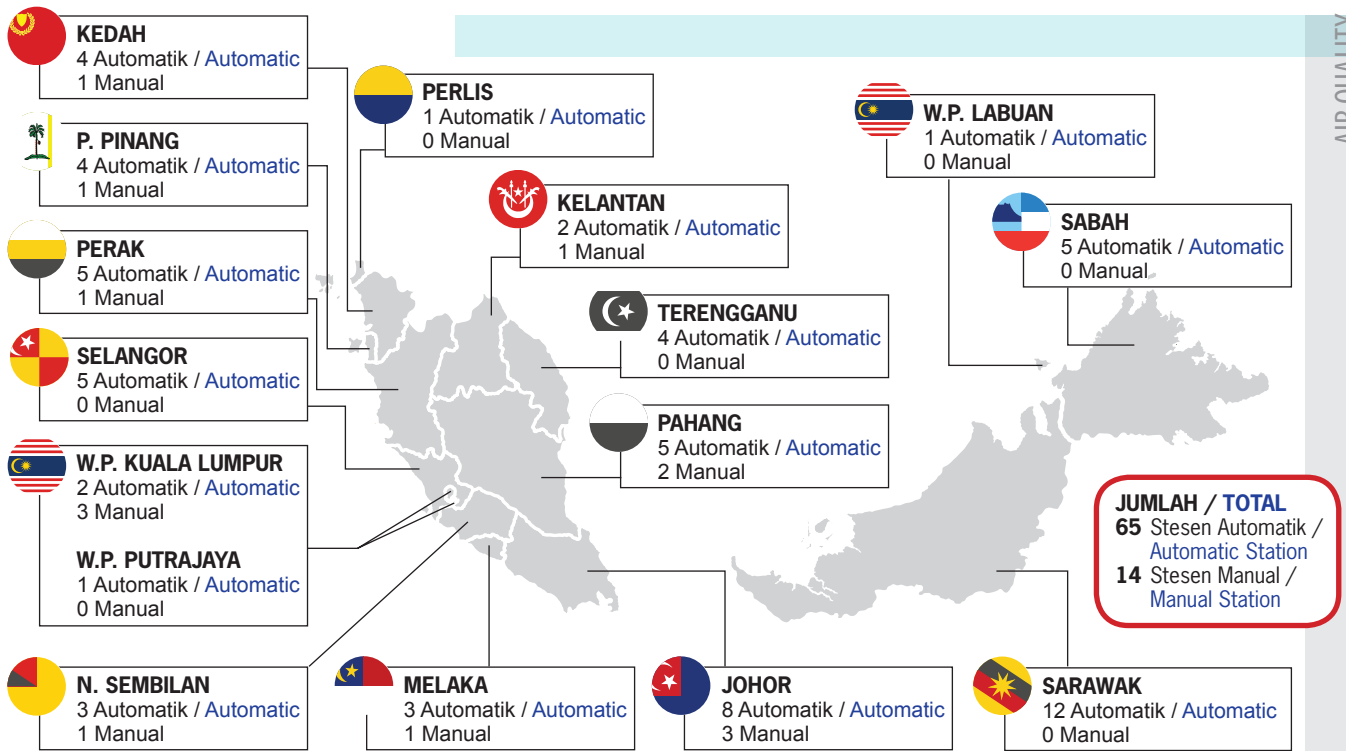 AIR QUALITY
KEDAH
4 Automatik / Automatic
1 Manual
PERLIS
1 Automatik / Automatic
0 Manual
W.P. LABUAN
1 Automatik / Automatic
0 Manual
P. PINANG
4 Automatik / Automatic
1 Manual
KELANTAN
2 Automatik / Automatic
1 Manual
SABAH
5 Automatik / Automatic
0 Manual
PERAK
5 Automatik / Automatic
1 Manual
TERENGGANU
4 Automatik / Automatic
0 Manual
SELANGOR
5 Automatik / Automatic
0 Manual
PAHANG
5 Automatik / Automatic
2 Manual
W.P. KUALA LUMPUR
2 Automatik / Automatic
3 Manual
W.P. PUTRAJAYA
1 Automatik / Automatic
0 Manual
JUMLAH / TOTAL
65 Stesen Automatik /
Automatic Station
14 Stesen Manual /
Manual Station
N. SEMBILAN
3 Automatik / Automatic
1 Manual
MELAKA
3 Automatik / Automatic
1 Manual
JOHOR
8 Automatik / Automatic
3 Manual
SARAWAK
12 Automatik / Automatic
0 Manual